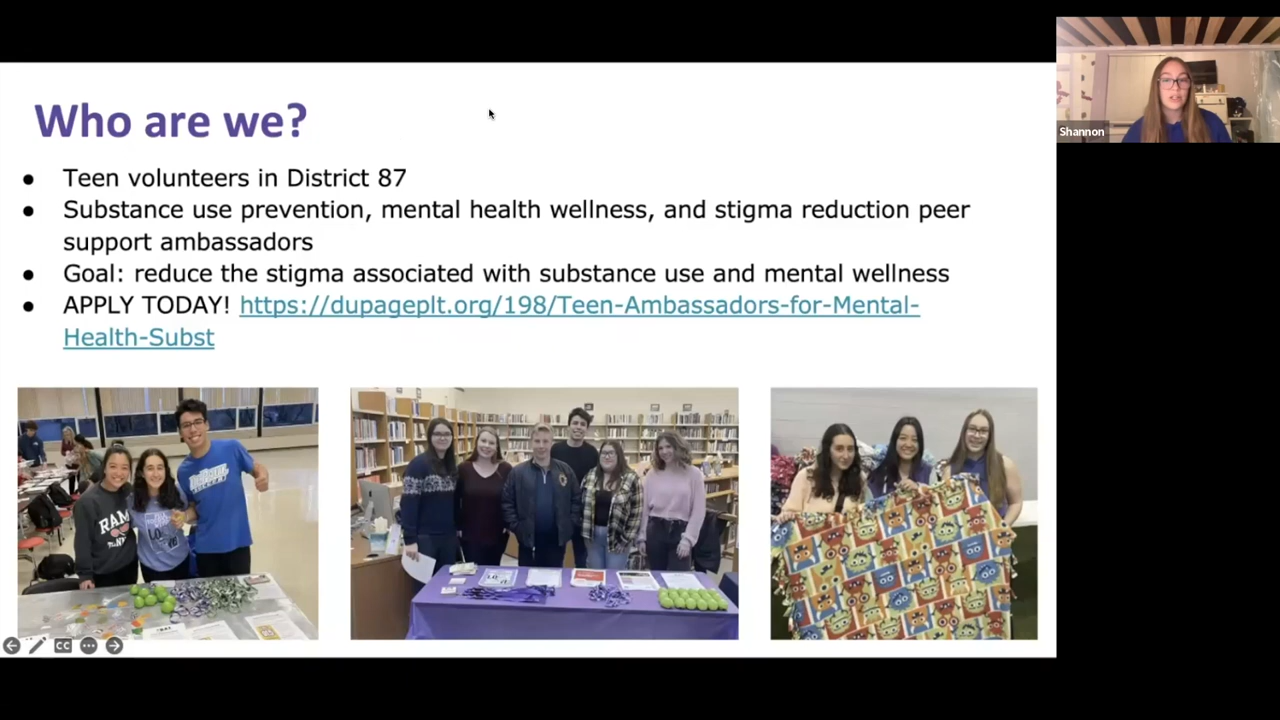 Who are we?
● Teen volunteers in District 87
● Substance use prevention, mental health wellness, and stigma reduction peer
support ambassadors
● Goal: reduce the stigma associated with substance use and mental wellness
● APPLY TODAY! https://dupageplt.org/198/Teen-Ambassadors-for-Mental-
Health-Subst
Shannon
RAM
CC